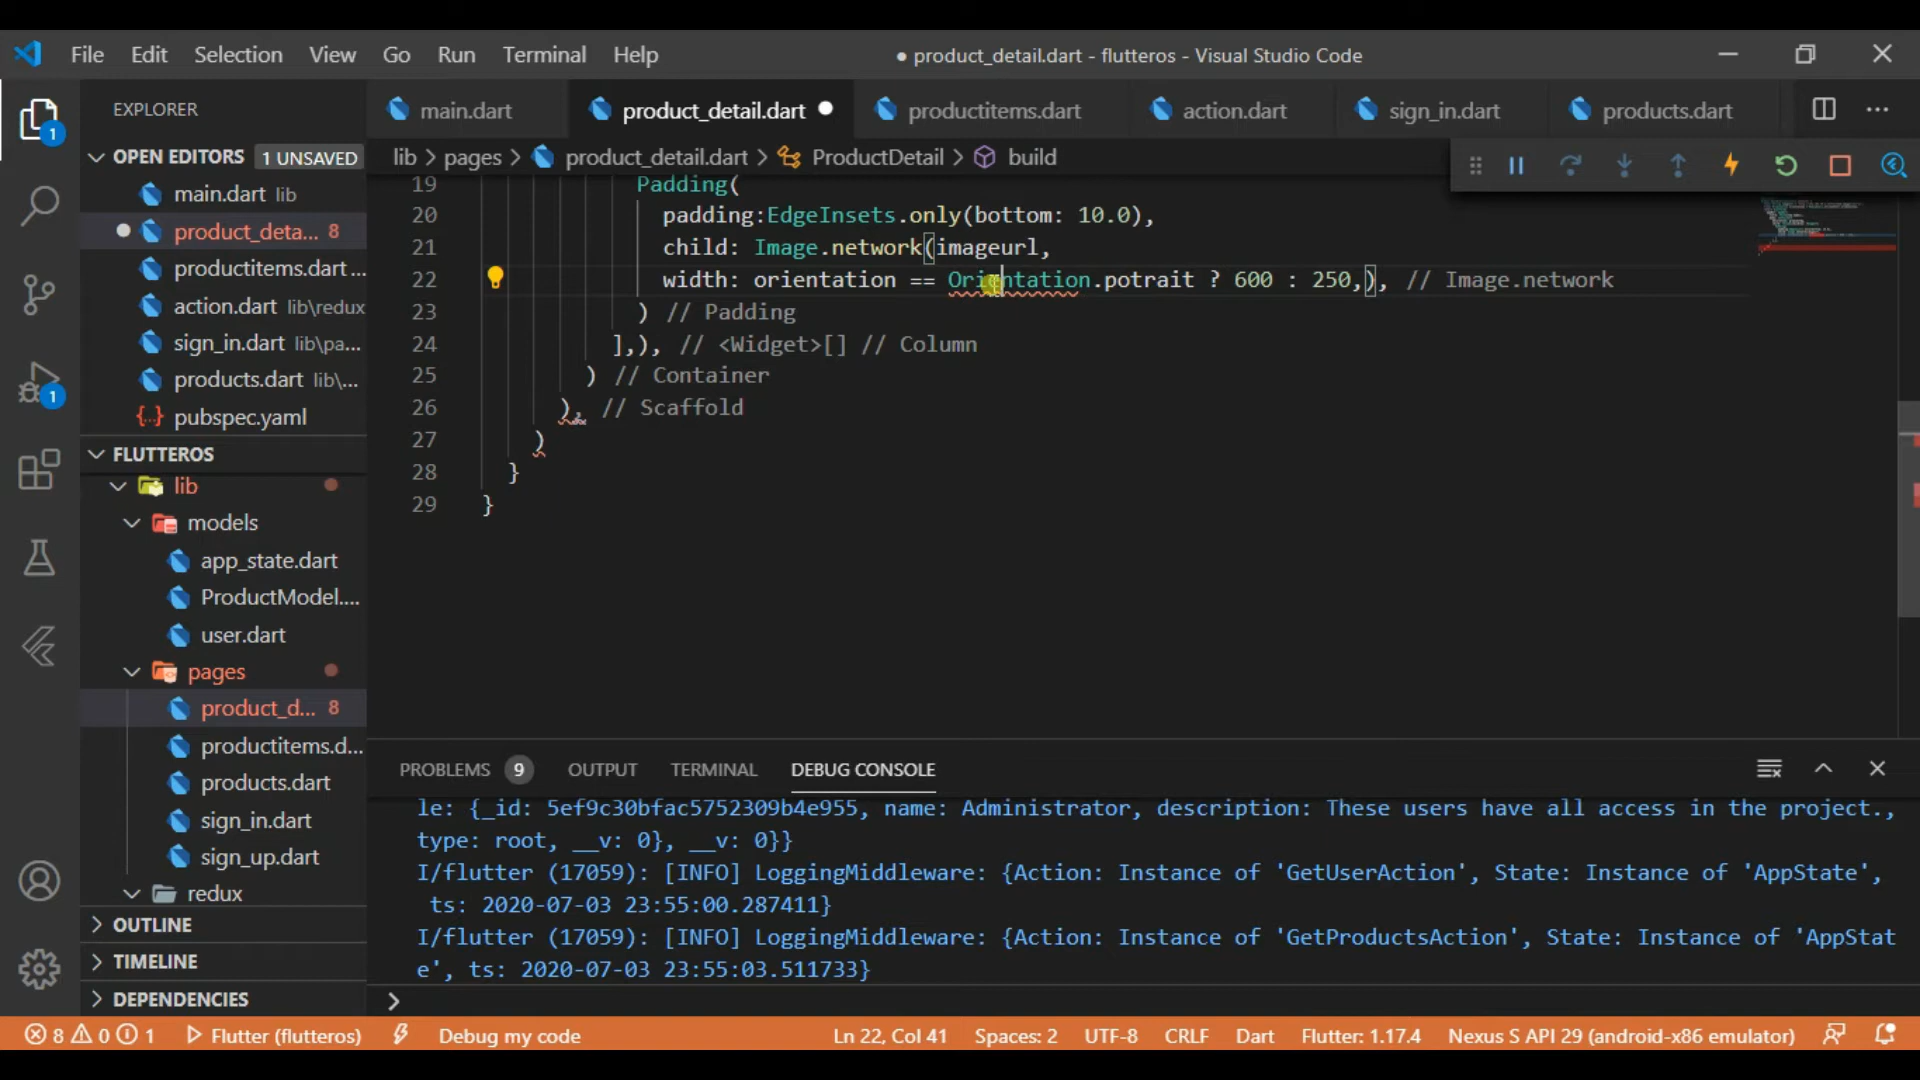 File Edit Selection View Go Run Terminal Help
● product_detail.dart - flutteros - Visual Studio Code
EXPLORER
main.dart
product_detail.dart
productitems.dart
action.dart
sign_in.dart
products.dart
OPEN EDITORS 1 UNSAVED
main.dart lib
product_deta... 8
productitems.dart ...
action.dart lib\redux
sign_in.dart lib\pa...
products.dart lib\...
{..} pubspec.yaml
FLUTTEROS
lib
models
app_state.dart
ProductModel....
user.dart
pages
product_d... 8
productitems.d...
products.dart
sign_in.dart
sign_up.dart
redux
OUTLINE
TIMELINE
DEPENDENCIES
1
1
lib > pages > product_detail.dart > ProductDetail > build
19 Padding(
20 padding:EdgeInsets.only(bottom: 10.0),
21 child: Image.network(imageurl,
22 width: orientation == Orientation.potrait ? 600 : 250,), // Image.network
23 ) // Padding
24 ],), // <Widget>[] // Column
25 ) // Container
26 ), // Scaffold
27 )
28 }
29 }
PROBLEMS 9 OUTPUT TERMINAL DEBUG CONSOLE
le: {_id: 5ef9c30bfac5752309b4e955, name: Administrator, description: These users have all access in the project.,
type: root, __v: 0}, __v: 0}}
I/flutter (17059): [INFO] LoggingMiddleware: {Action: Instance of 'GetUserAction', State: Instance of 'AppState',
ts: 2020-07-03 23:55:00.287411}
I/flutter (17059): [INFO] LoggingMiddleware: {Action: Instance of 'GetProductsAction', State: Instance of 'AppStat
e', ts: 2020-07-03 23:55:03.511733}
>
8 0 1 Flutter (flutteros) Debug my code Ln 22, Col 41 Spaces: 2 UTF-8 CRLF Dart Flutter: 1.17.4 Nexus S API 29 (android-x86 emulator)